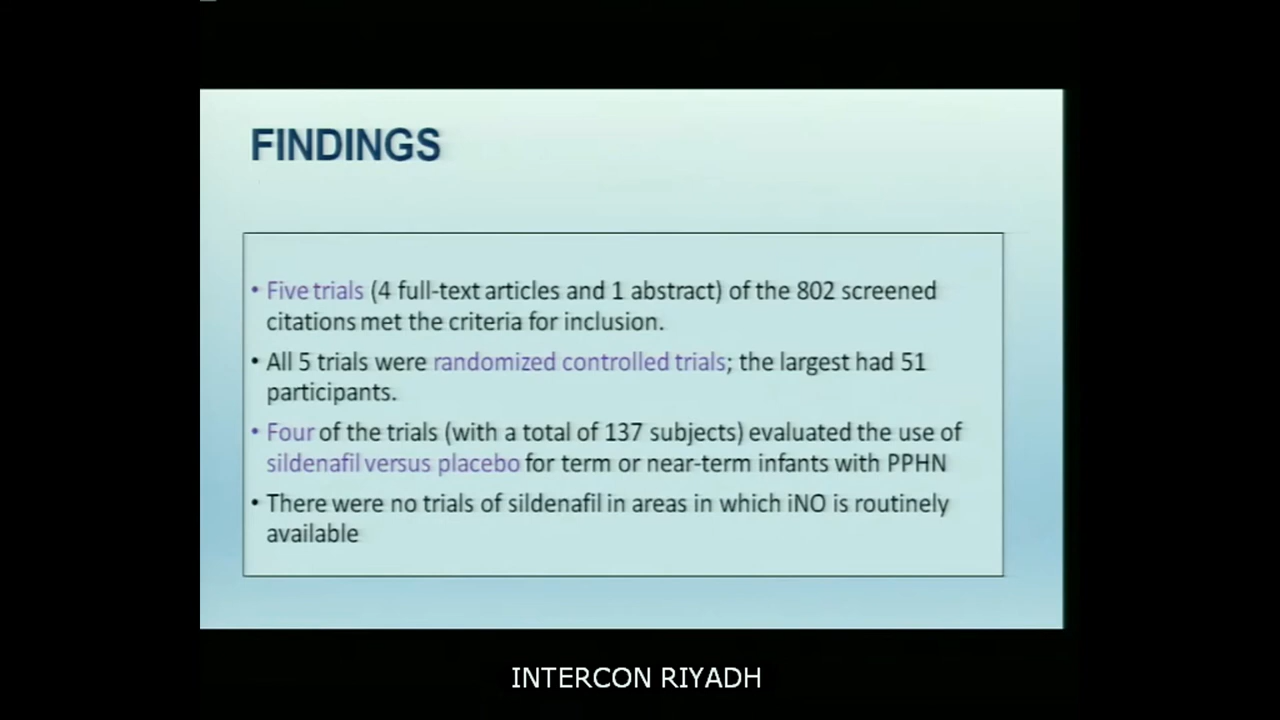 FINDINGS
• Five trials (4 full-text articles and 1 abstract) of the 802 screened
citations met the criteria for inclusion.
• All 5 trials were randomized controlled trials; the largest had 51
participants.
• Four of the trials (with a total of 137 subjects) evaluated the use of
sildenafil versus placebo for term or near-term infants with PPHN
• There were no trials of sildenafil in areas in which iNO is routinely
available
INTERCON RIYADH